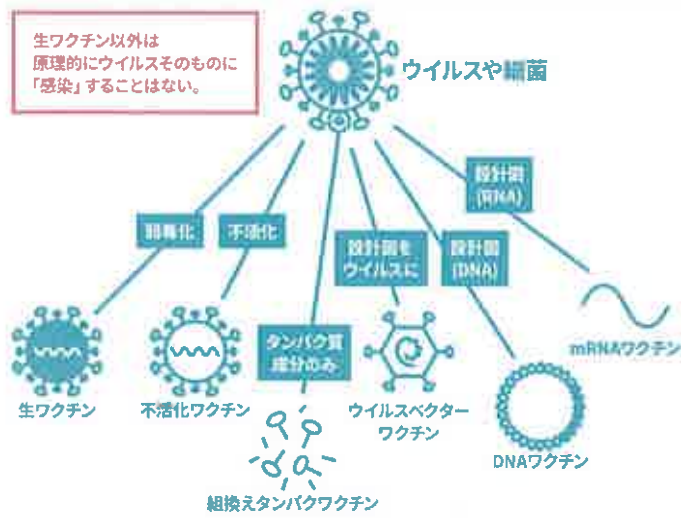 生ワクチン以外は
原理的にウイルスそのものに
「感染」することはない。
ウイルスや細菌
設計図
(RNA)
弱毒化
不活化
設計図を
ウイルスに
設計図
(DNA)
タンパク質
成分のみ
mRNAワクチン
生ワクチン
不活化ワクチン
ウイルスベクター
ワクチン
DNAワクチン
組換えタンパクワクチン